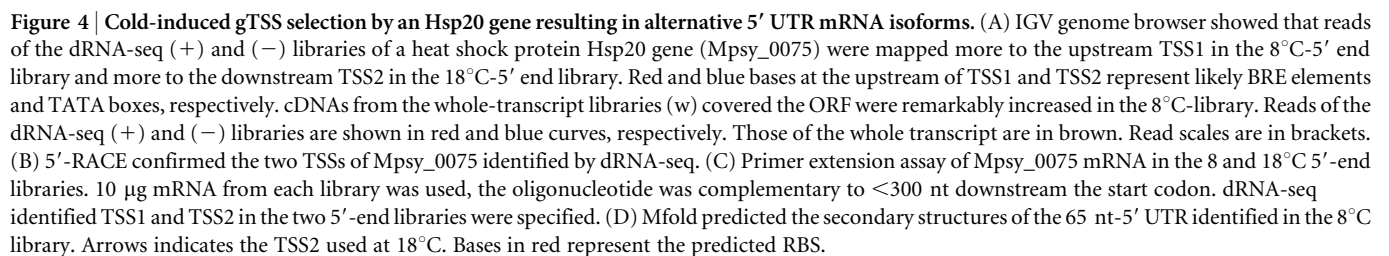 Figure 4 | Cold-induced gTSS selection by an Hsp20 gene resulting in alternative 5′ UTR mRNA isoforms. (A) IGV genome browser showed that reads
of the dRNA-seq (+) and (−) libraries of a heat shock protein Hsp20 gene (Mpsy_0075) were mapped more to the upstream TSS1 in the 8°C-5′ end
library and more to the downstream TSS2 in the 18°C-5′ end library. Red and blue bases at the upstream of TSS1 and TSS2 represent likely BRE elements
and TATA boxes, respectively. cDNAs from the whole-transcript libraries (w) covered the ORF were remarkably increased in the 8°C-library. Reads of the
dRNA-seq (+) and (−) libraries are shown in red and blue curves, respectively. Those of the whole transcript are in brown. Read scales are in brackets.
(B) 5′-RACE confirmed the two TSSs of Mpsy_0075 identified by dRNA-seq. (C) Primer extension assay of Mpsy_0075 mRNA in the 8 and 18°C 5′-end
libraries. 10 μg mRNA from each library was used, the oligonucleotide was complementary to <300 nt downstream the start codon. dRNA-seq
identified TSS1 and TSS2 in the two 5′-end libraries were specified. (D) Mfold predicted the secondary structures of the 65 nt-5′ UTR identified in the 8°C
library. Arrows indicates the TSS2 used at 18°C. Bases in red represent the predicted RBS.